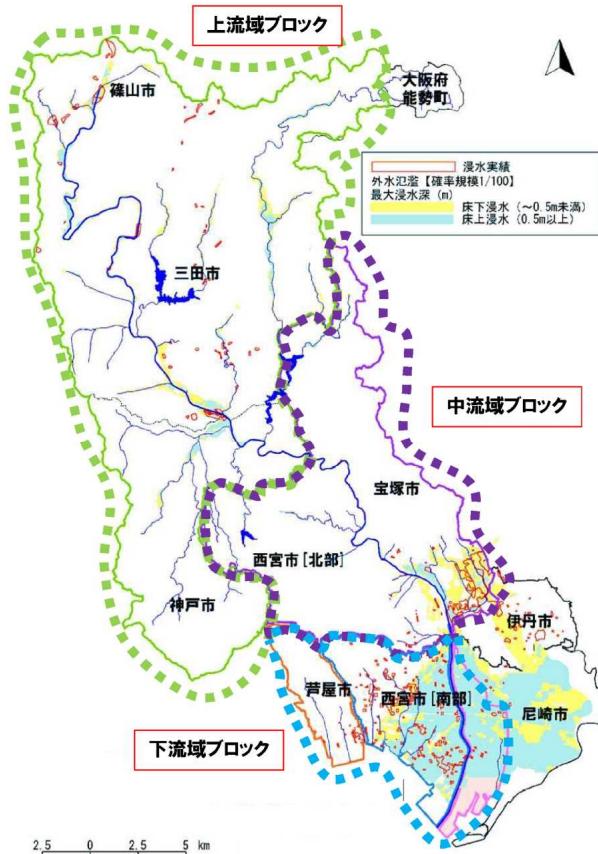 上流域ブロック
大阪府
能勢町
篠山市
浸水実績
外水氾濫【確率規模1/100】
最大浸水深 (m)
床下浸水 (～0.5m未満)
床上浸水 (0.5m以上)
三田市
中流域ブロック
宝塚市
西宮市[北部]
神戸市
伊丹市
芦屋市
西宮市[南部]
尼崎市
下流域ブロック
2.5 0 2.5 5 km